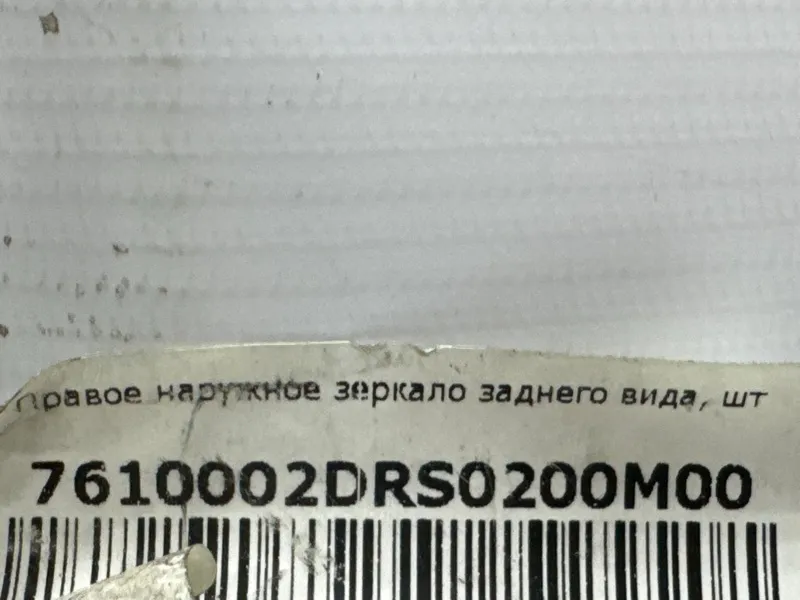 правое наружное зеркало заднего вида, шт
7610002DRS0200M00